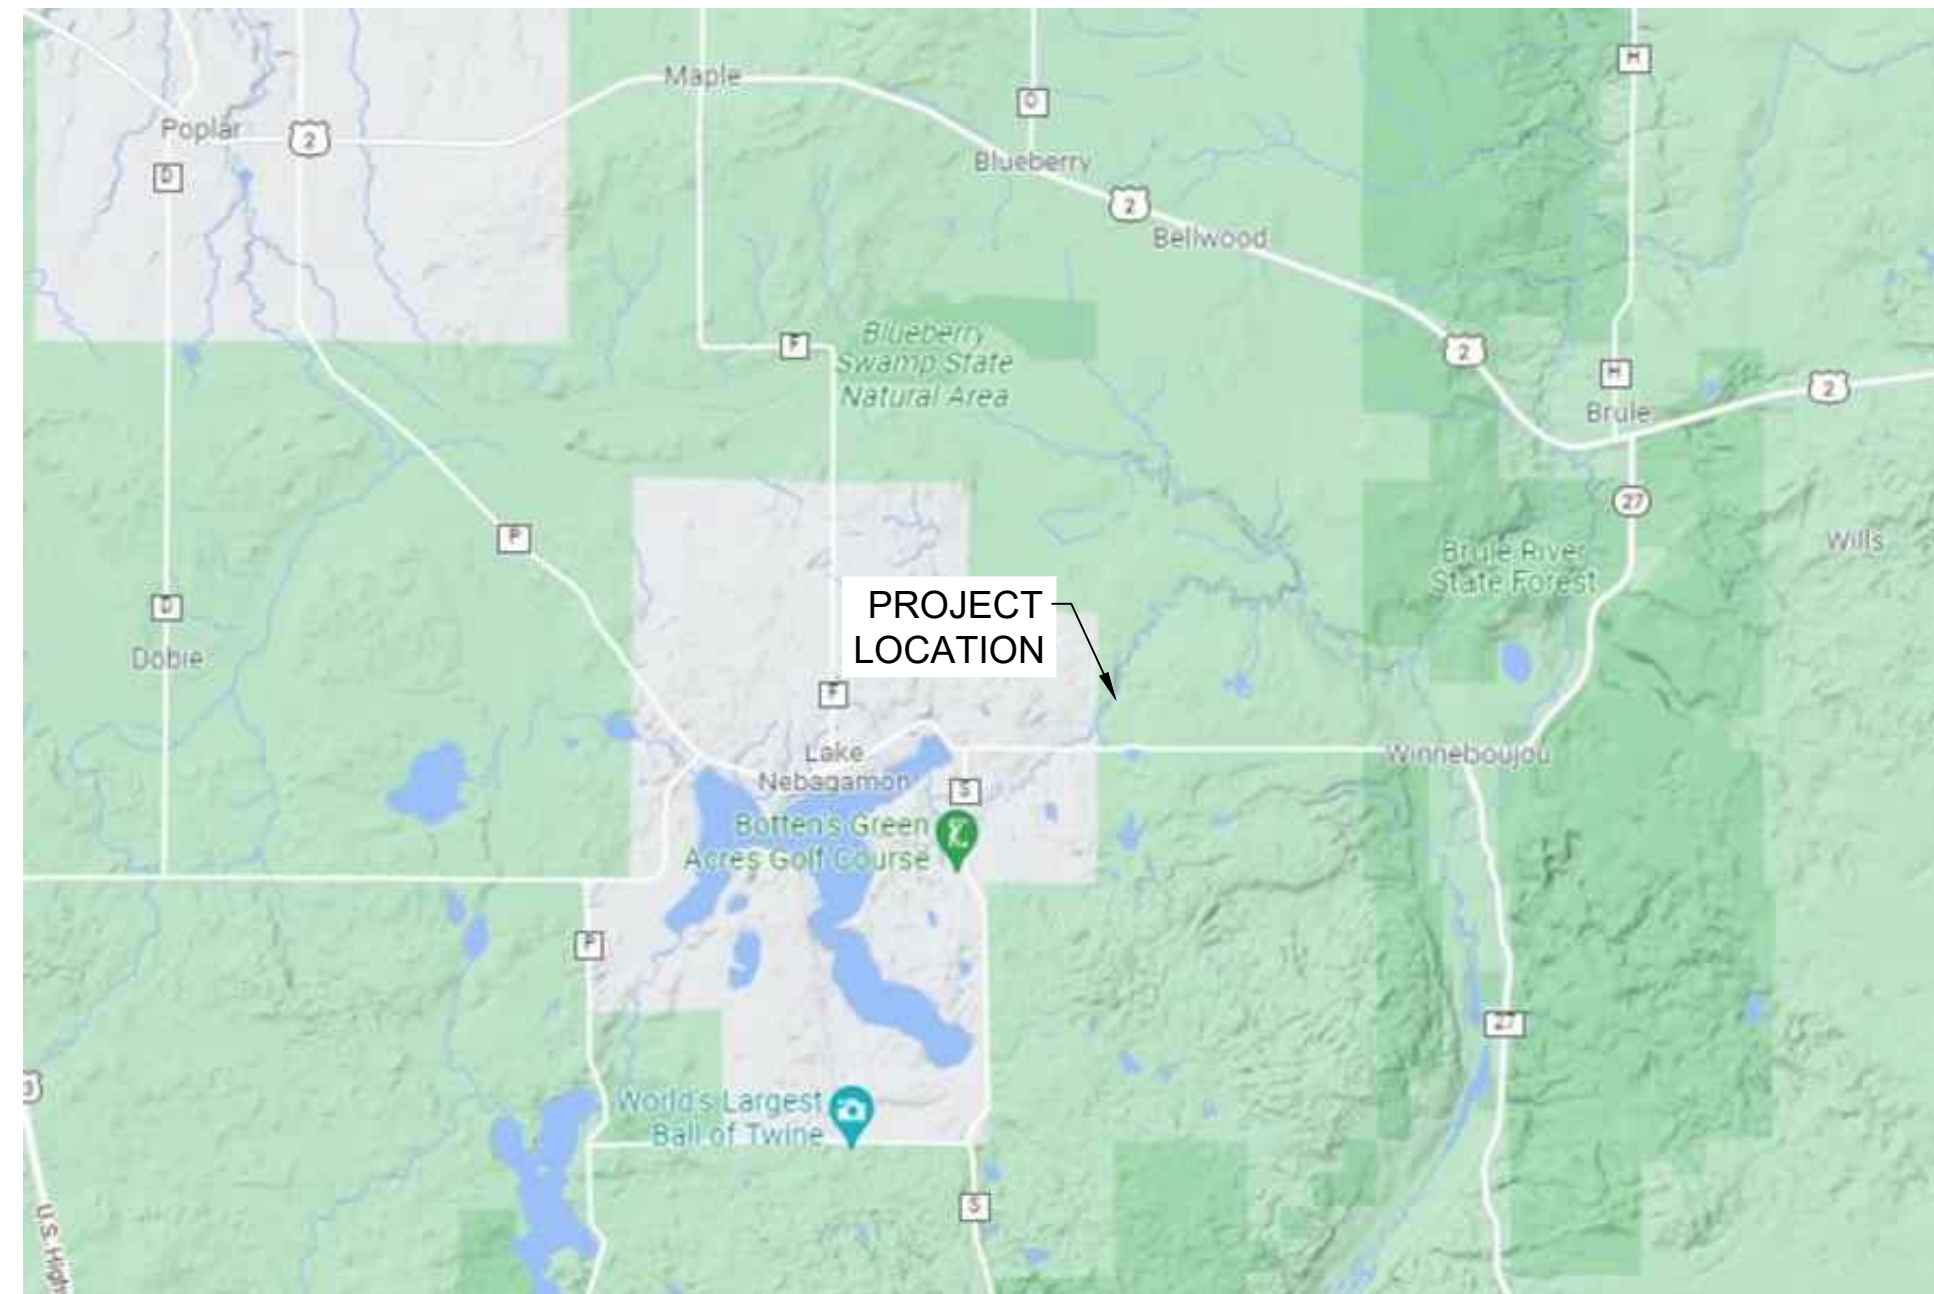 H
Maple
O
Poplar
2
Blueberry
D
2
Bellwood
F
Blueberry
Swamp State
Natural Area
2
H
2
Brule
27
P
Wills
Brule River
State Forest
PROJECT
LOCATION
D
Dobie
F
Lake
Nebagamon
Winneboujou
S
Botten's Green
Acres Golf Course
P
27
World's Largest
Ball of Twine
S
U.S. High